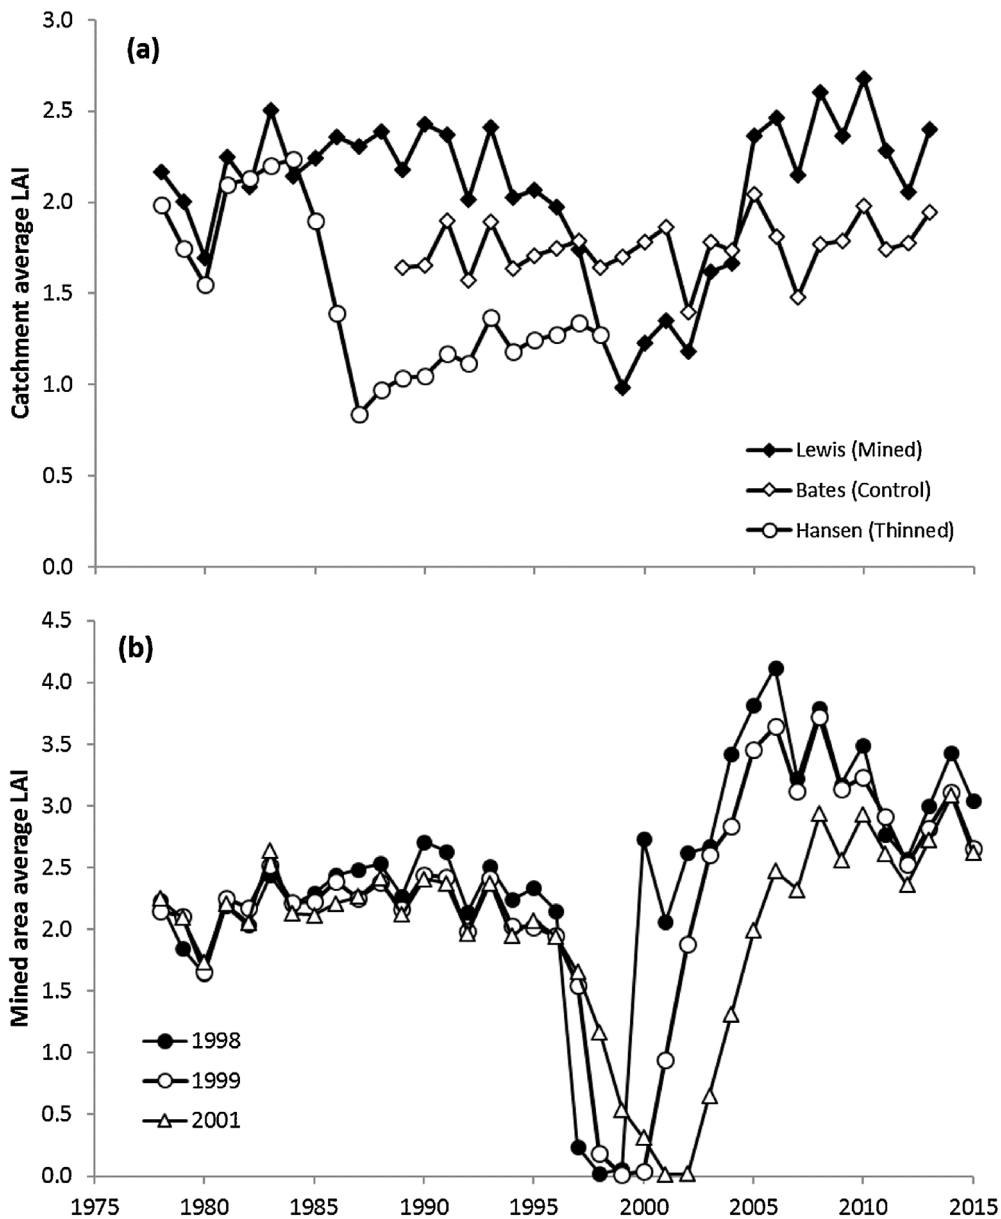 (a)
Catchment average LAI
3.0
2.5
2.0
1.5
1.0
0.5
0.0
Lewis (Mined)
Bates (Control)
Hansen (Thinned)
(b)
Mined area average LAI
4.5
4.0
3.5
3.0
2.5
2.0
1.5
1.0
0.5
0.0
1998
1999
2001
1975 1980 1985 1990 1995 2000 2005 2010 2015